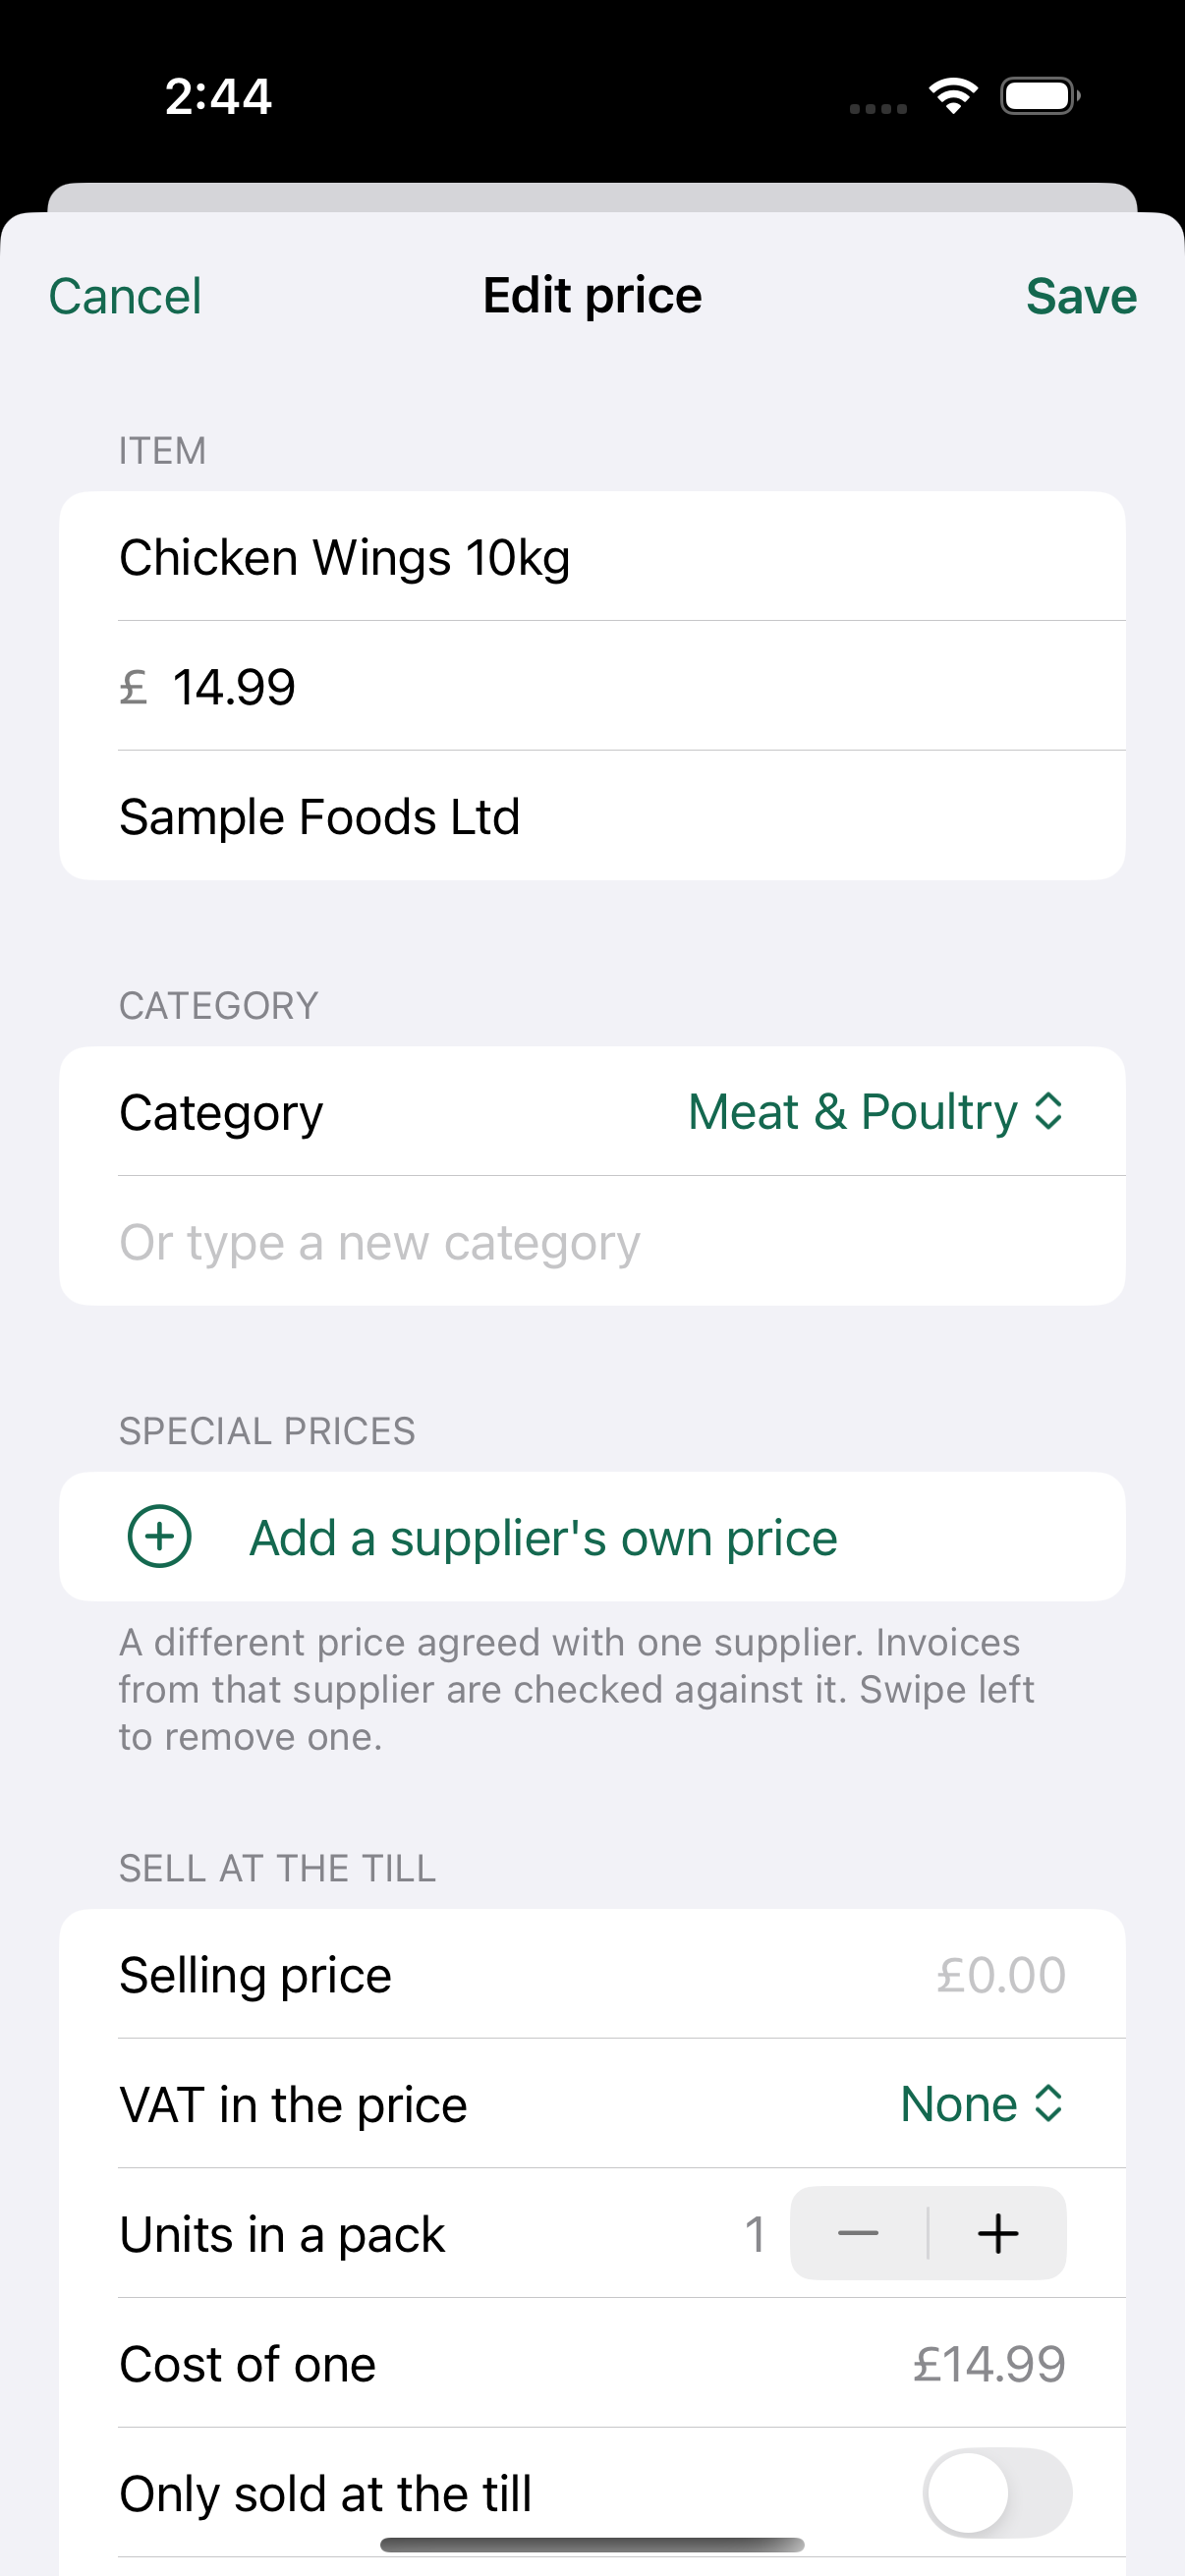 2:44
Cancel
Edit price
Save
ITEM
Chicken Wings 10kg
£ 14.99
Sample Foods Ltd
CATEGORY
Category
Meat & Poultry
Or type a new category
SPECIAL PRICES
Add a supplier's own price
A different price agreed with one supplier. Invoices
from that supplier are checked against it. Swipe left
to remove one.
SELL AT THE TILL
Selling price
£0.00
VAT in the price
None
Units in a pack
1
Cost of one
£14.99
Only sold at the till